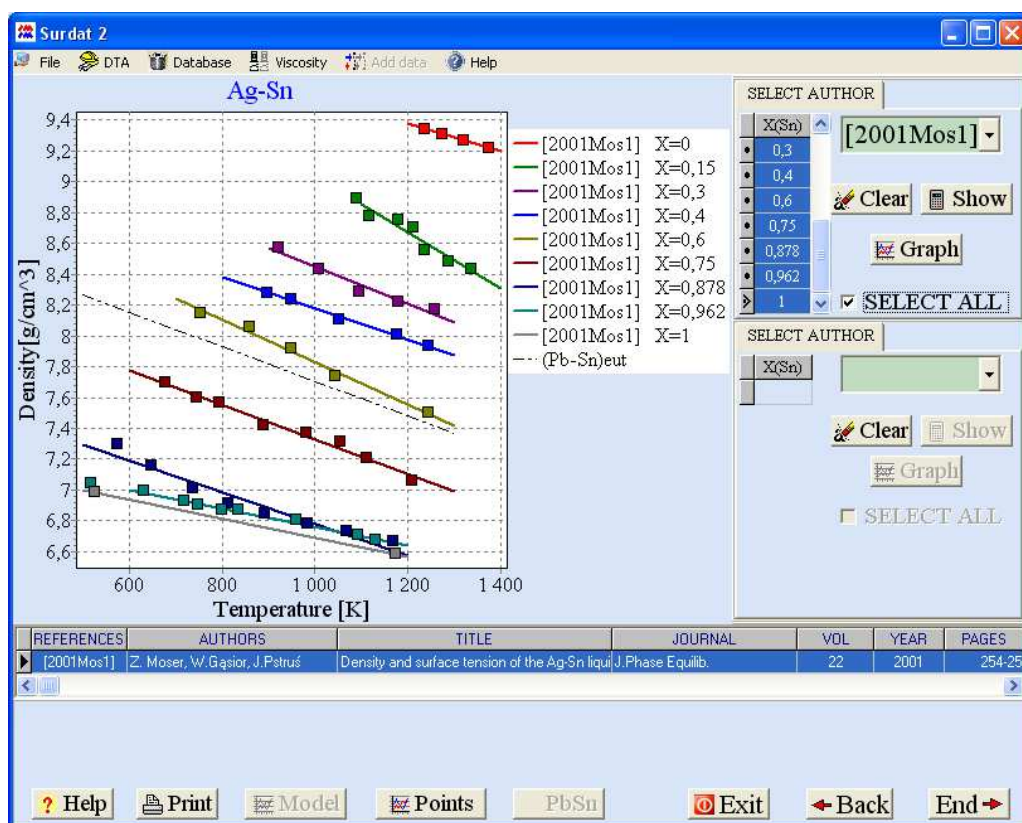 Surdat 2
File DTA Database Viscosity Add data Help
Ag-Sn
9,4
9,2
9
8,8
8,6
8,4
8,2
8
7,8
7,6
7,4
7,2
7
6,8
6,6
Density[g/cm^3]
600 800 1 000 1 200 1 400
Temperature [K]
[2001Mos1] X=0
[2001Mos1] X=0,15
[2001Mos1] X=0,3
[2001Mos1] X=0,4
[2001Mos1] X=0,6
[2001Mos1] X=0,75
[2001Mos1] X=0,878
[2001Mos1] X=0,962
[2001Mos1] X=1
(Pb-Sn)eut
SELECT AUTHOR
X(Sn)
0,3
0,4
0,6
0,75
0,878
0,962
1
[2001Mos1]
Clear Show
Graph
SELECT ALL
SELECT AUTHOR
X(Sn)
Clear Show
Graph
SELECT ALL
REFERENCES AUTHORS TITLE JOURNAL VOL YEAR PAGES
[2001Mos1] Z. Moser, W.Gąsior, J.Pstruś Density and surface tension of the Ag-Sn liqui J.Phase Equilib. 22 2001 254-25
Help Print Model Points PbSn Exit Back End